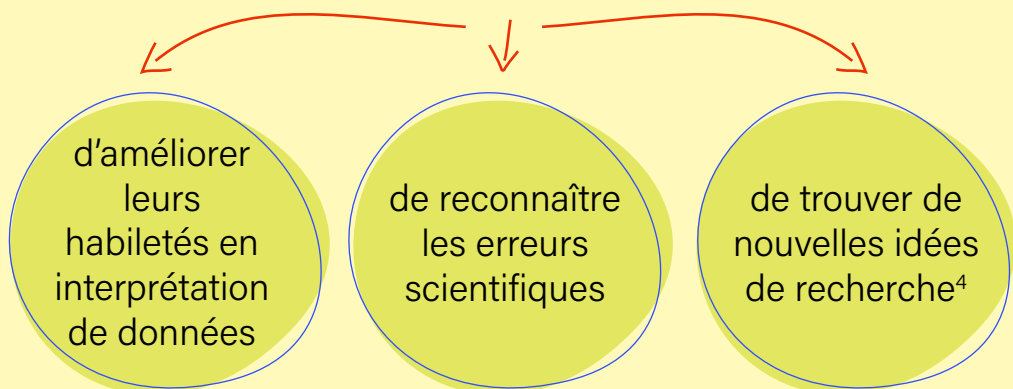 d'améliorer
leurs
habiletés en
interprétation
de données
de reconnaître
les erreurs
scientifiques
de trouver de
nouvelles idées
de recherche⁴